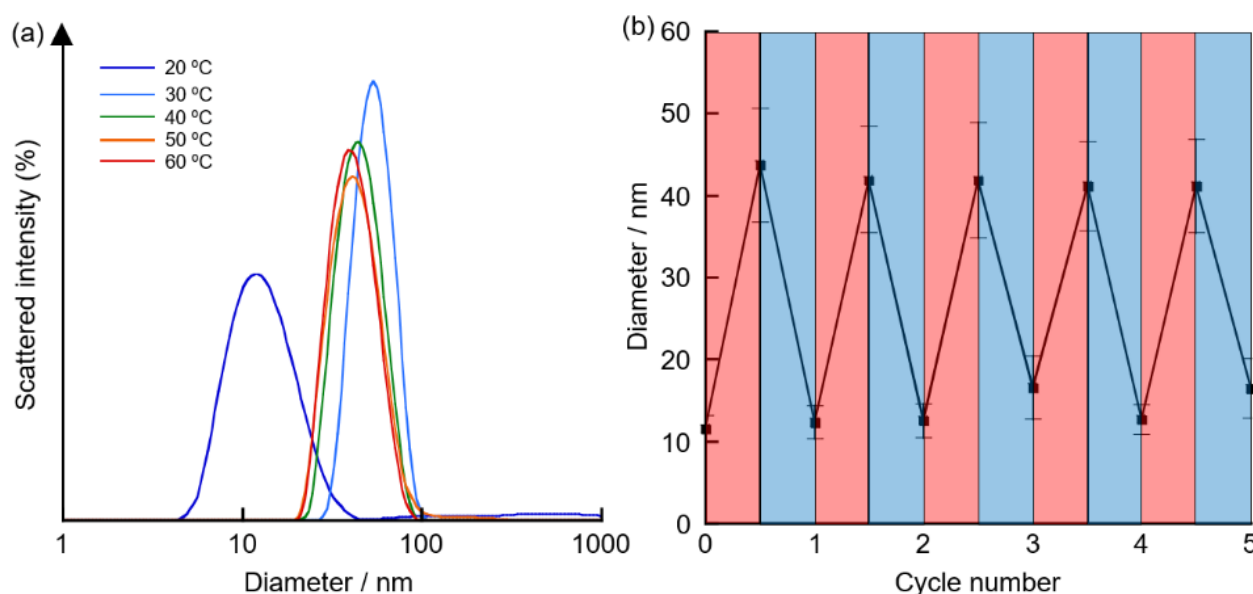 (a)
20 ºC
30 ºC
40 ºC
50 ºC
60 ºC
Scattered intensity (%)
1 10 100 1000
Diameter / nm
(b)
60
50
40
30
20
10
0
Diameter / nm
0 1 2 3 4 5
Cycle number